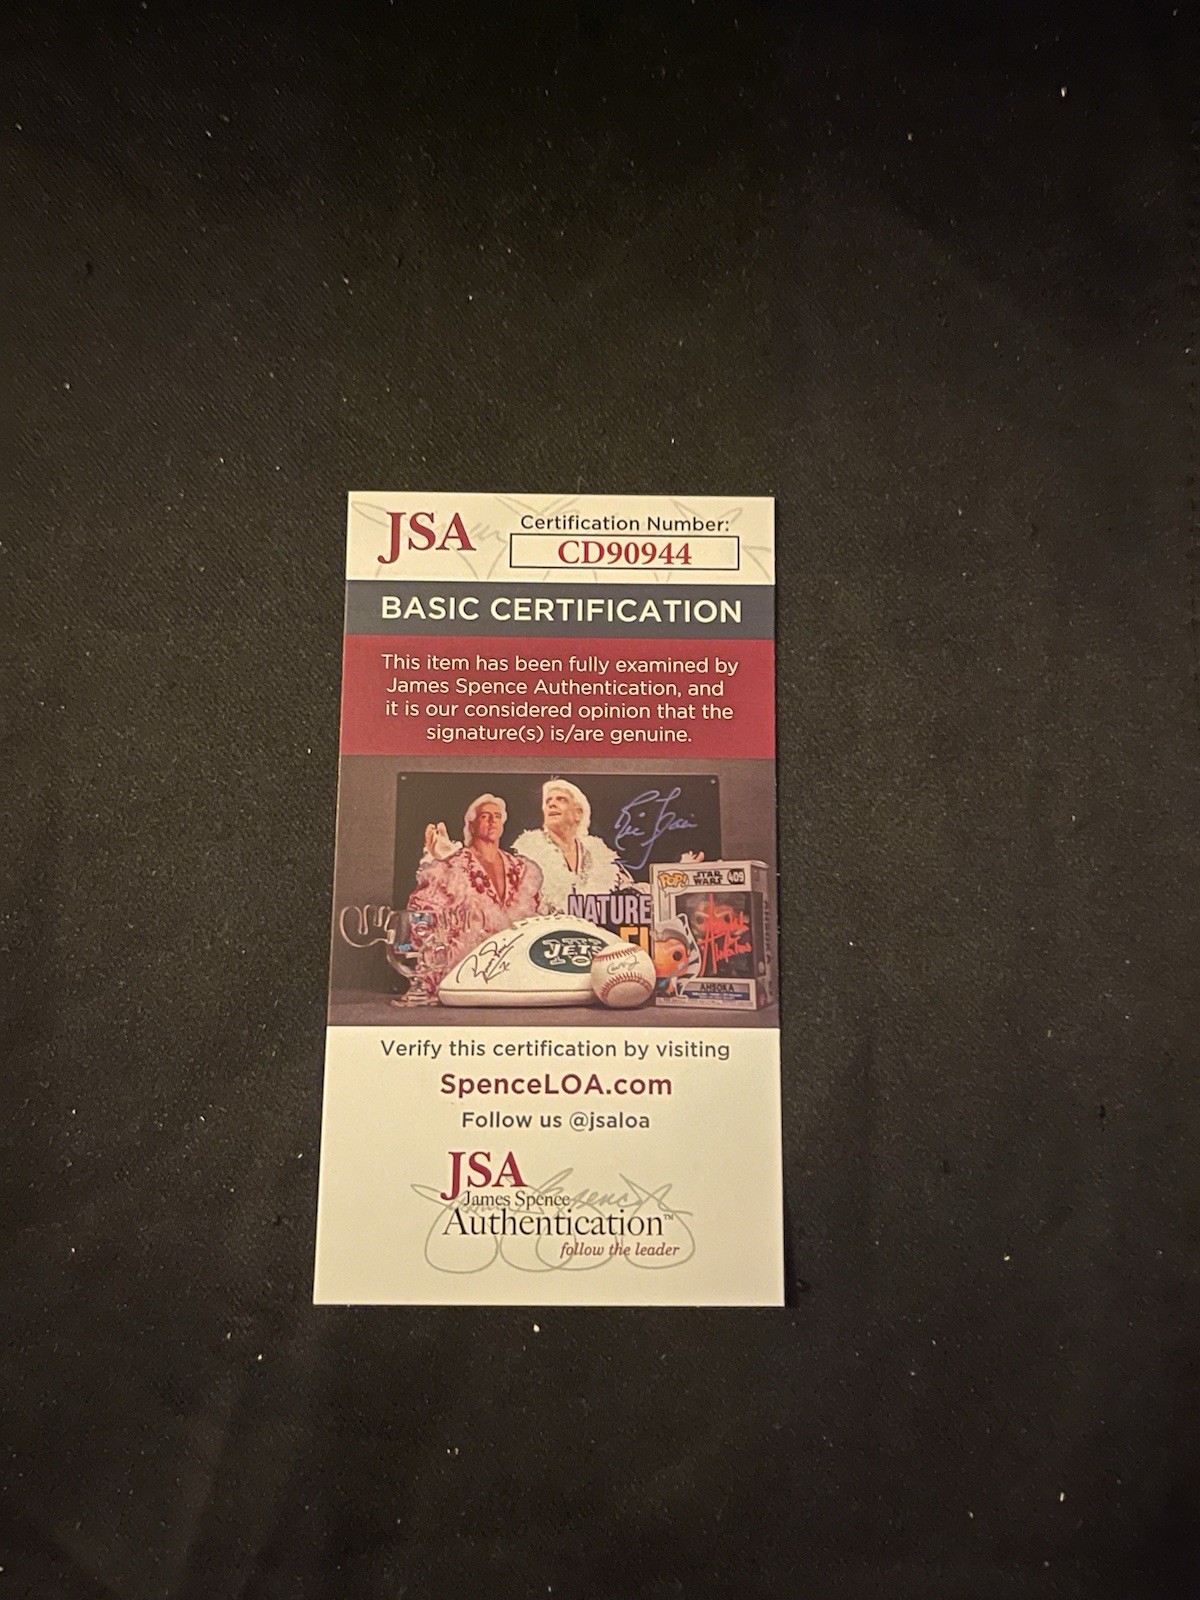 JSA
Certification Number:
CD90944
BASIC CERTIFICATION
This item has been fully examined by
James Spence Authentication, and
it is our considered opinion that the
signature(s) is/are genuine.
NATURE
JETS
POP!
STAR
WARS
409
AHSOKA
Verify this certification by visiting
SpenceLOA.com
Follow us @jsaloa
JSA
James Spence
Authentication™
follow the leader